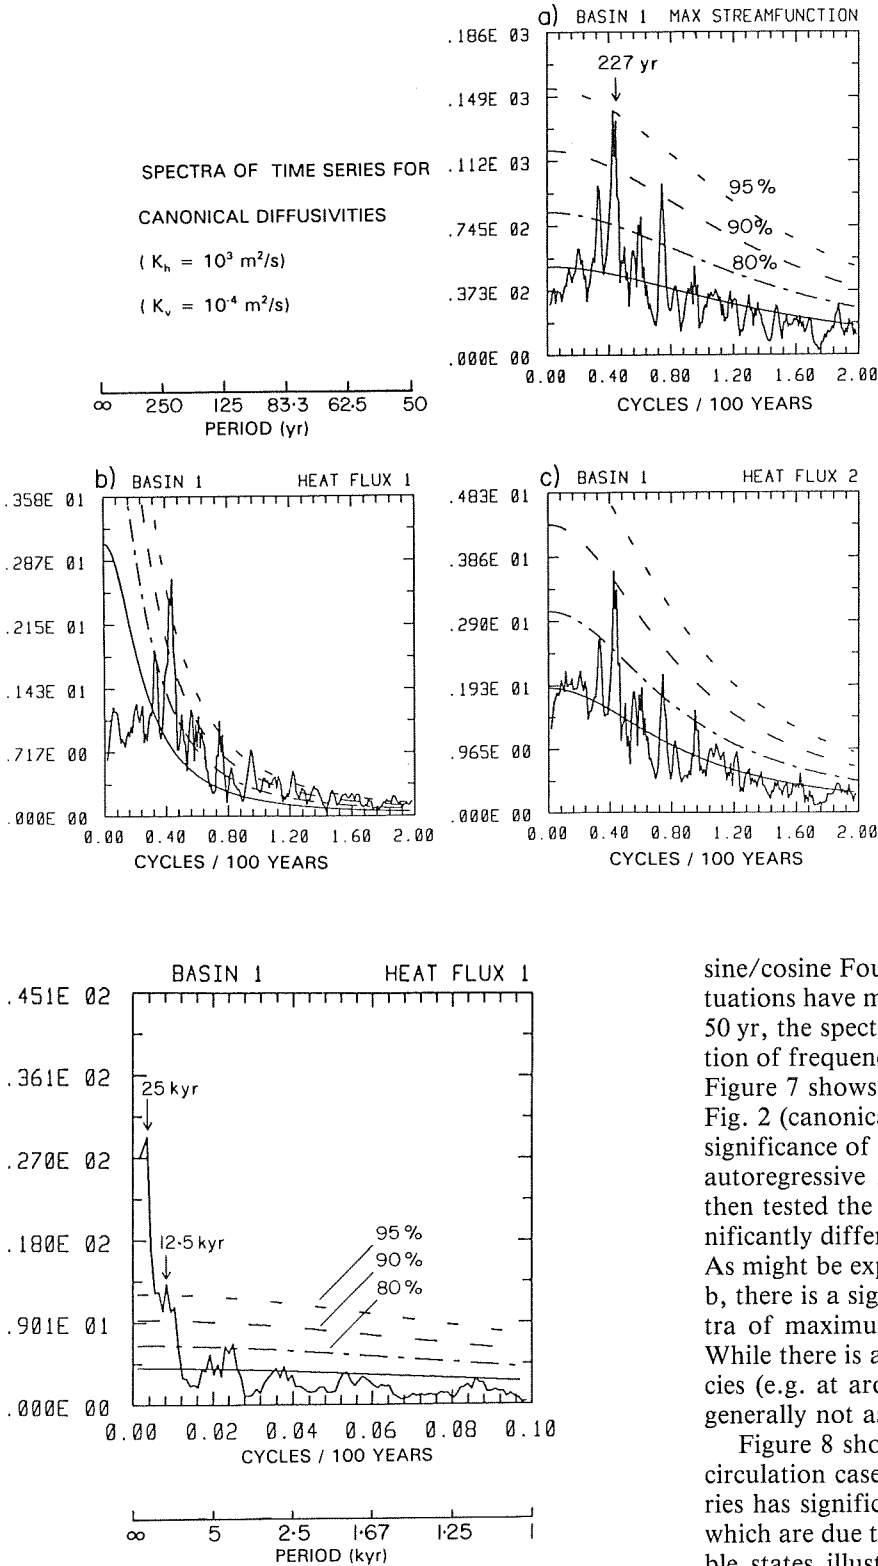 a) BASIN 1 MAX STREAMFUNCTION
.186E 03
227 yr
.149E 03
.112E 03
95%
.745E 02
90%
80%
.373E 02
.000E 00
0.00 0.40 0.80 1.20 1.60 2.00
CYCLES / 100 YEARS
SPECTRA OF TIME SERIES FOR
CANONICAL DIFFUSIVITIES
( Kh = 10³ m²/s)
( Kv = 10⁻⁴ m²/s)
∞ 250 125 83·3 62·5 50
PERIOD (yr)
b) BASIN 1 HEAT FLUX 1
.358E 01
.287E 01
.215E 01
.143E 01
.717E 00
.000E 00
0.00 0.40 0.80 1.20 1.60 2.00
CYCLES / 100 YEARS
c) BASIN 1 HEAT FLUX 2
.483E 01
.386E 01
.290E 01
.193E 01
.965E 00
.000E 00
0.00 0.40 0.80 1.20 1.60 2.00
CYCLES / 100 YEARS
BASIN 1 HEAT FLUX 1
.451E 02
.361E 02
25 kyr
.270E 02
.180E 02
12·5 kyr
95%
90%
80%
.901E 01
.000E 00
0.00 0.02 0.04 0.06 0.08 0.10
CYCLES / 100 YEARS
∞ 5 2·5 1·67 1·25 1
PERIOD (kyr)
sine/cosine Fou
tuations have m
50 yr, the spect
tion of frequenc
Figure 7 shows
Fig. 2 (canonica
significance of
autoregressive
then tested the
nificantly differ
As might be exp
b, there is a sig
tra of maximu
While there is a
cies (e.g. at arc
generally not as
Figure 8 sho
circulation case
ries has signific
which are due t
ble states illust